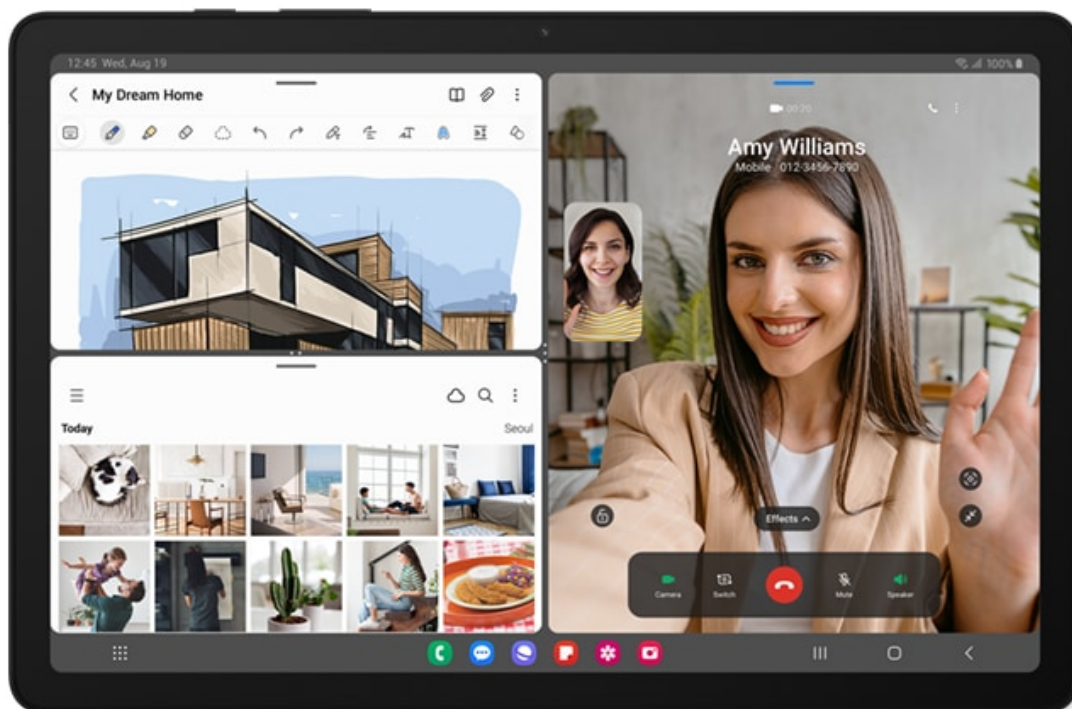 12:45 Wed, Aug 19
100%
My Dream Home
Today
Seoul
00:20
Amy Williams
Mobile 012-3456-7890
Effects
Camera
Switch
Mute
Speaker